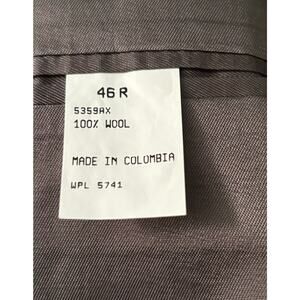 46 R
5359AX
100% WOOL
MADE IN COLOMBIA
WPL 5741